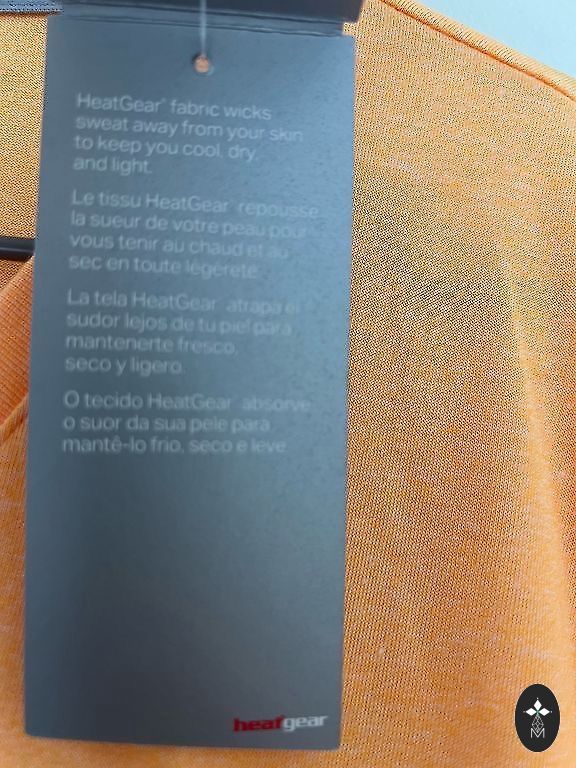 HeatGear® fabric wicks
sweat away from your skin
to keep you cool, dry,
and light.
Le tissu HeatGear® repousse
la sueur de votre peau pour
vous tenir au chaud et au
sec en toute légèreté.
La tela HeatGear® atrapa el
sudor lejos de tu piel para
mantenerte fresco,
seco y ligero.
O tecido HeatGear® absorve
o suor da sua pele para
mantê-lo frio, seco e leve
heatgear
M